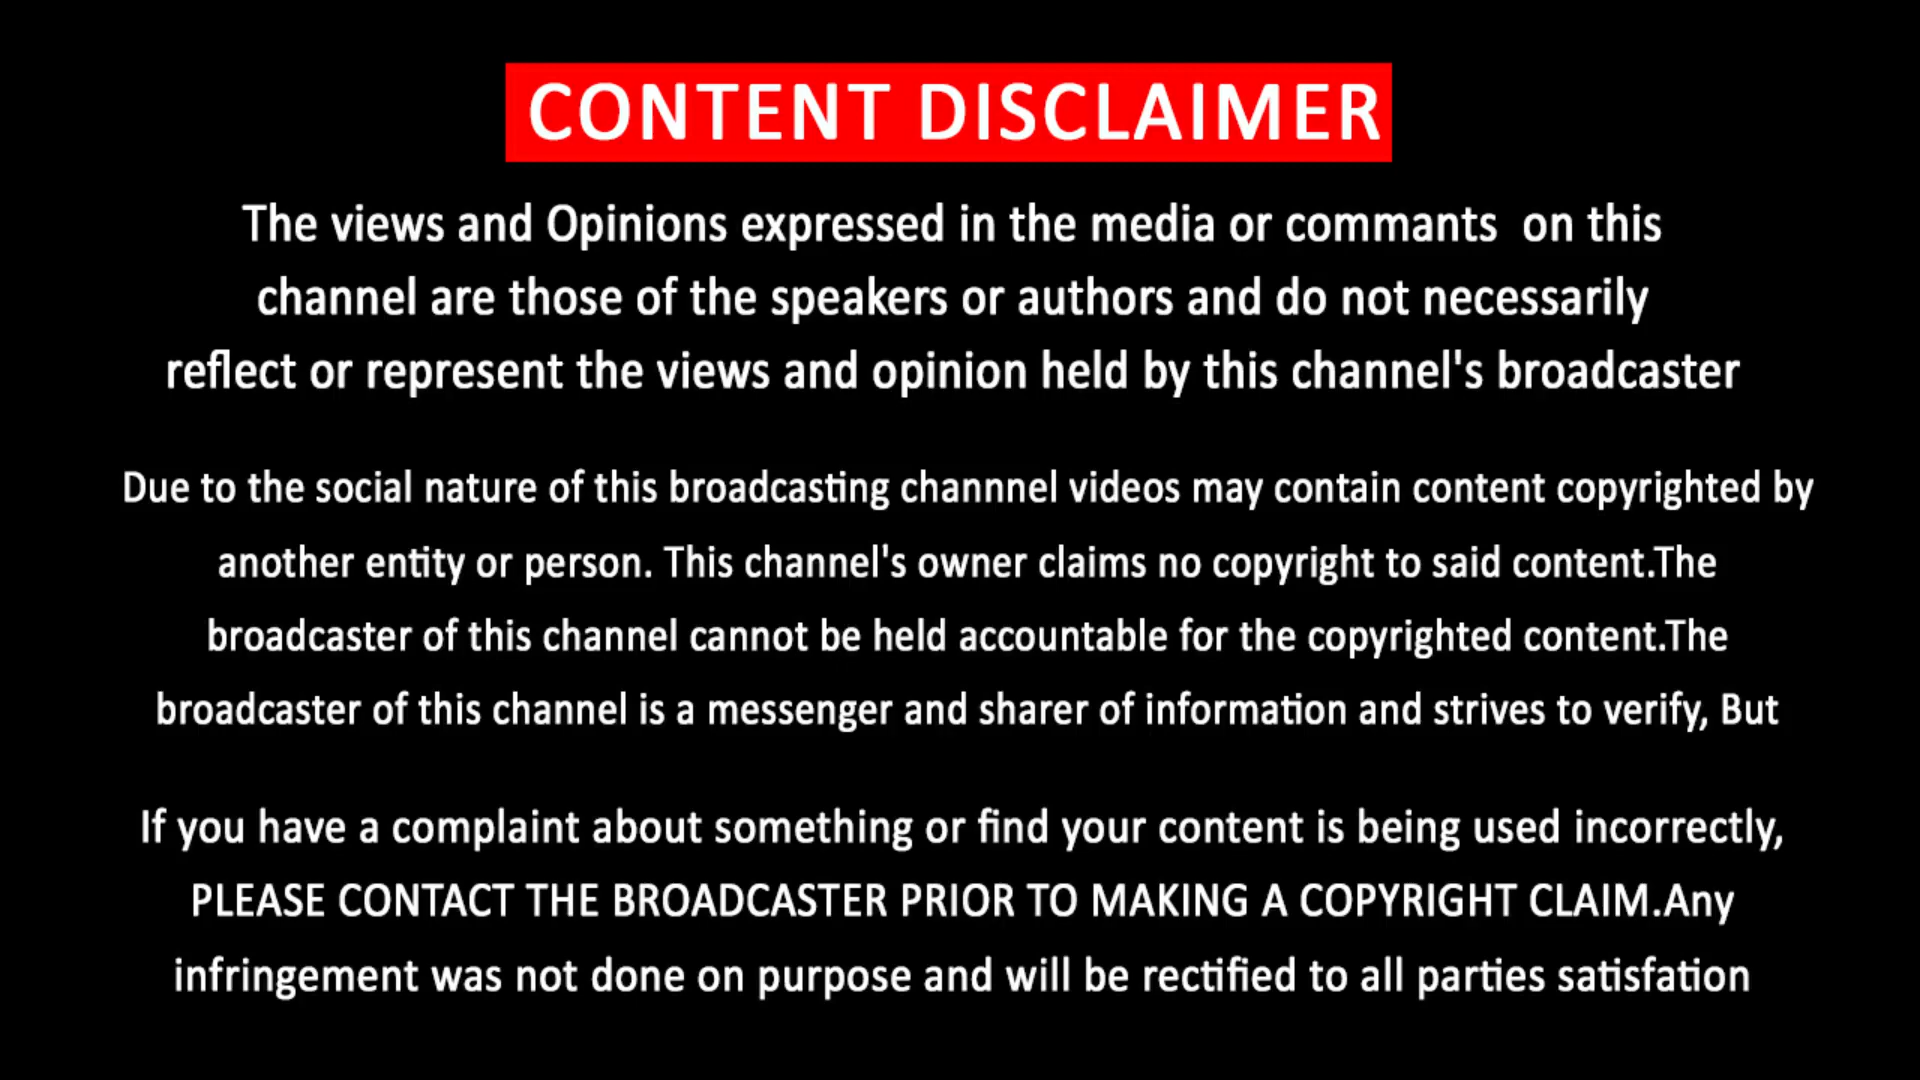 CONTENT DISCLAIMER
The views and Opinions expressed in the media or commants on this
channel are those of the speakers or authors and do not necessarily
reflect or represent the views and opinion held by this channel's broadcaster
Due to the social nature of this broadcasting channnel videos may contain content copyrighted by
another entity or person. This channel's owner claims no copyright to said content.The
broadcaster of this channel cannot be held accountable for the copyrighted content.The
broadcaster of this channel is a messenger and sharer of information and strives to verify, But
If you have a complaint about something or find your content is being used incorrectly,
PLEASE CONTACT THE BROADCASTER PRIOR TO MAKING A COPYRIGHT CLAIM.Any
infringement was not done on purpose and will be rectified to all parties satisfation